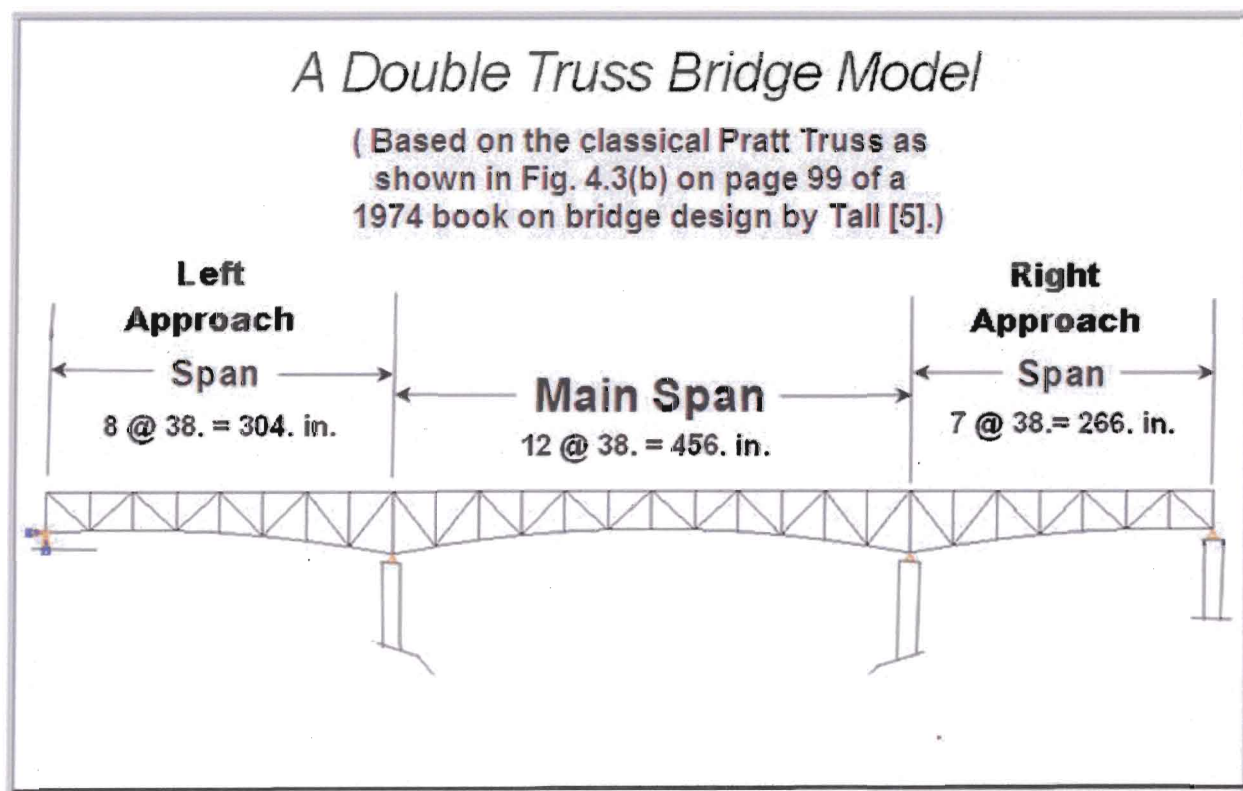 A Double Truss Bridge Model
( Based on the classical Pratt Truss as
shown in Fig. 4.3(b) on page 99 of a
1974 book on bridge design by Tall [5].)
Left
Approach
Span
8 @ 38. = 304. in.
Main Span
12 @ 38. = 456. in.
Right
Approach
Span
7 @ 38.= 266. in.